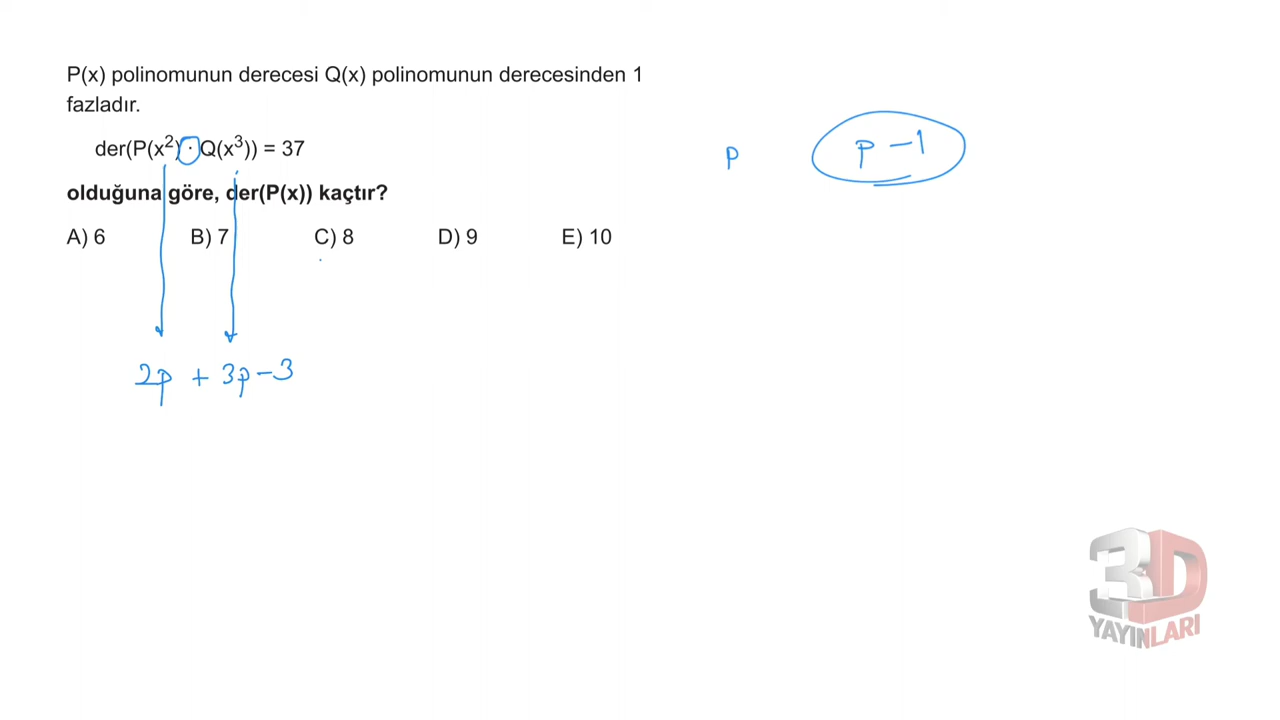 P(x) polinomunun derecesi Q(x) polinomunun derecesinden 1
fazladır.
der(P(x²) · Q(x³)) = 37
p p – 1
olduğuna göre, der(P(x)) kaçtır?
A) 6 B) 7 C) 8 D) 9 E) 10
2p + 3p – 3
3D
YAYINLARI